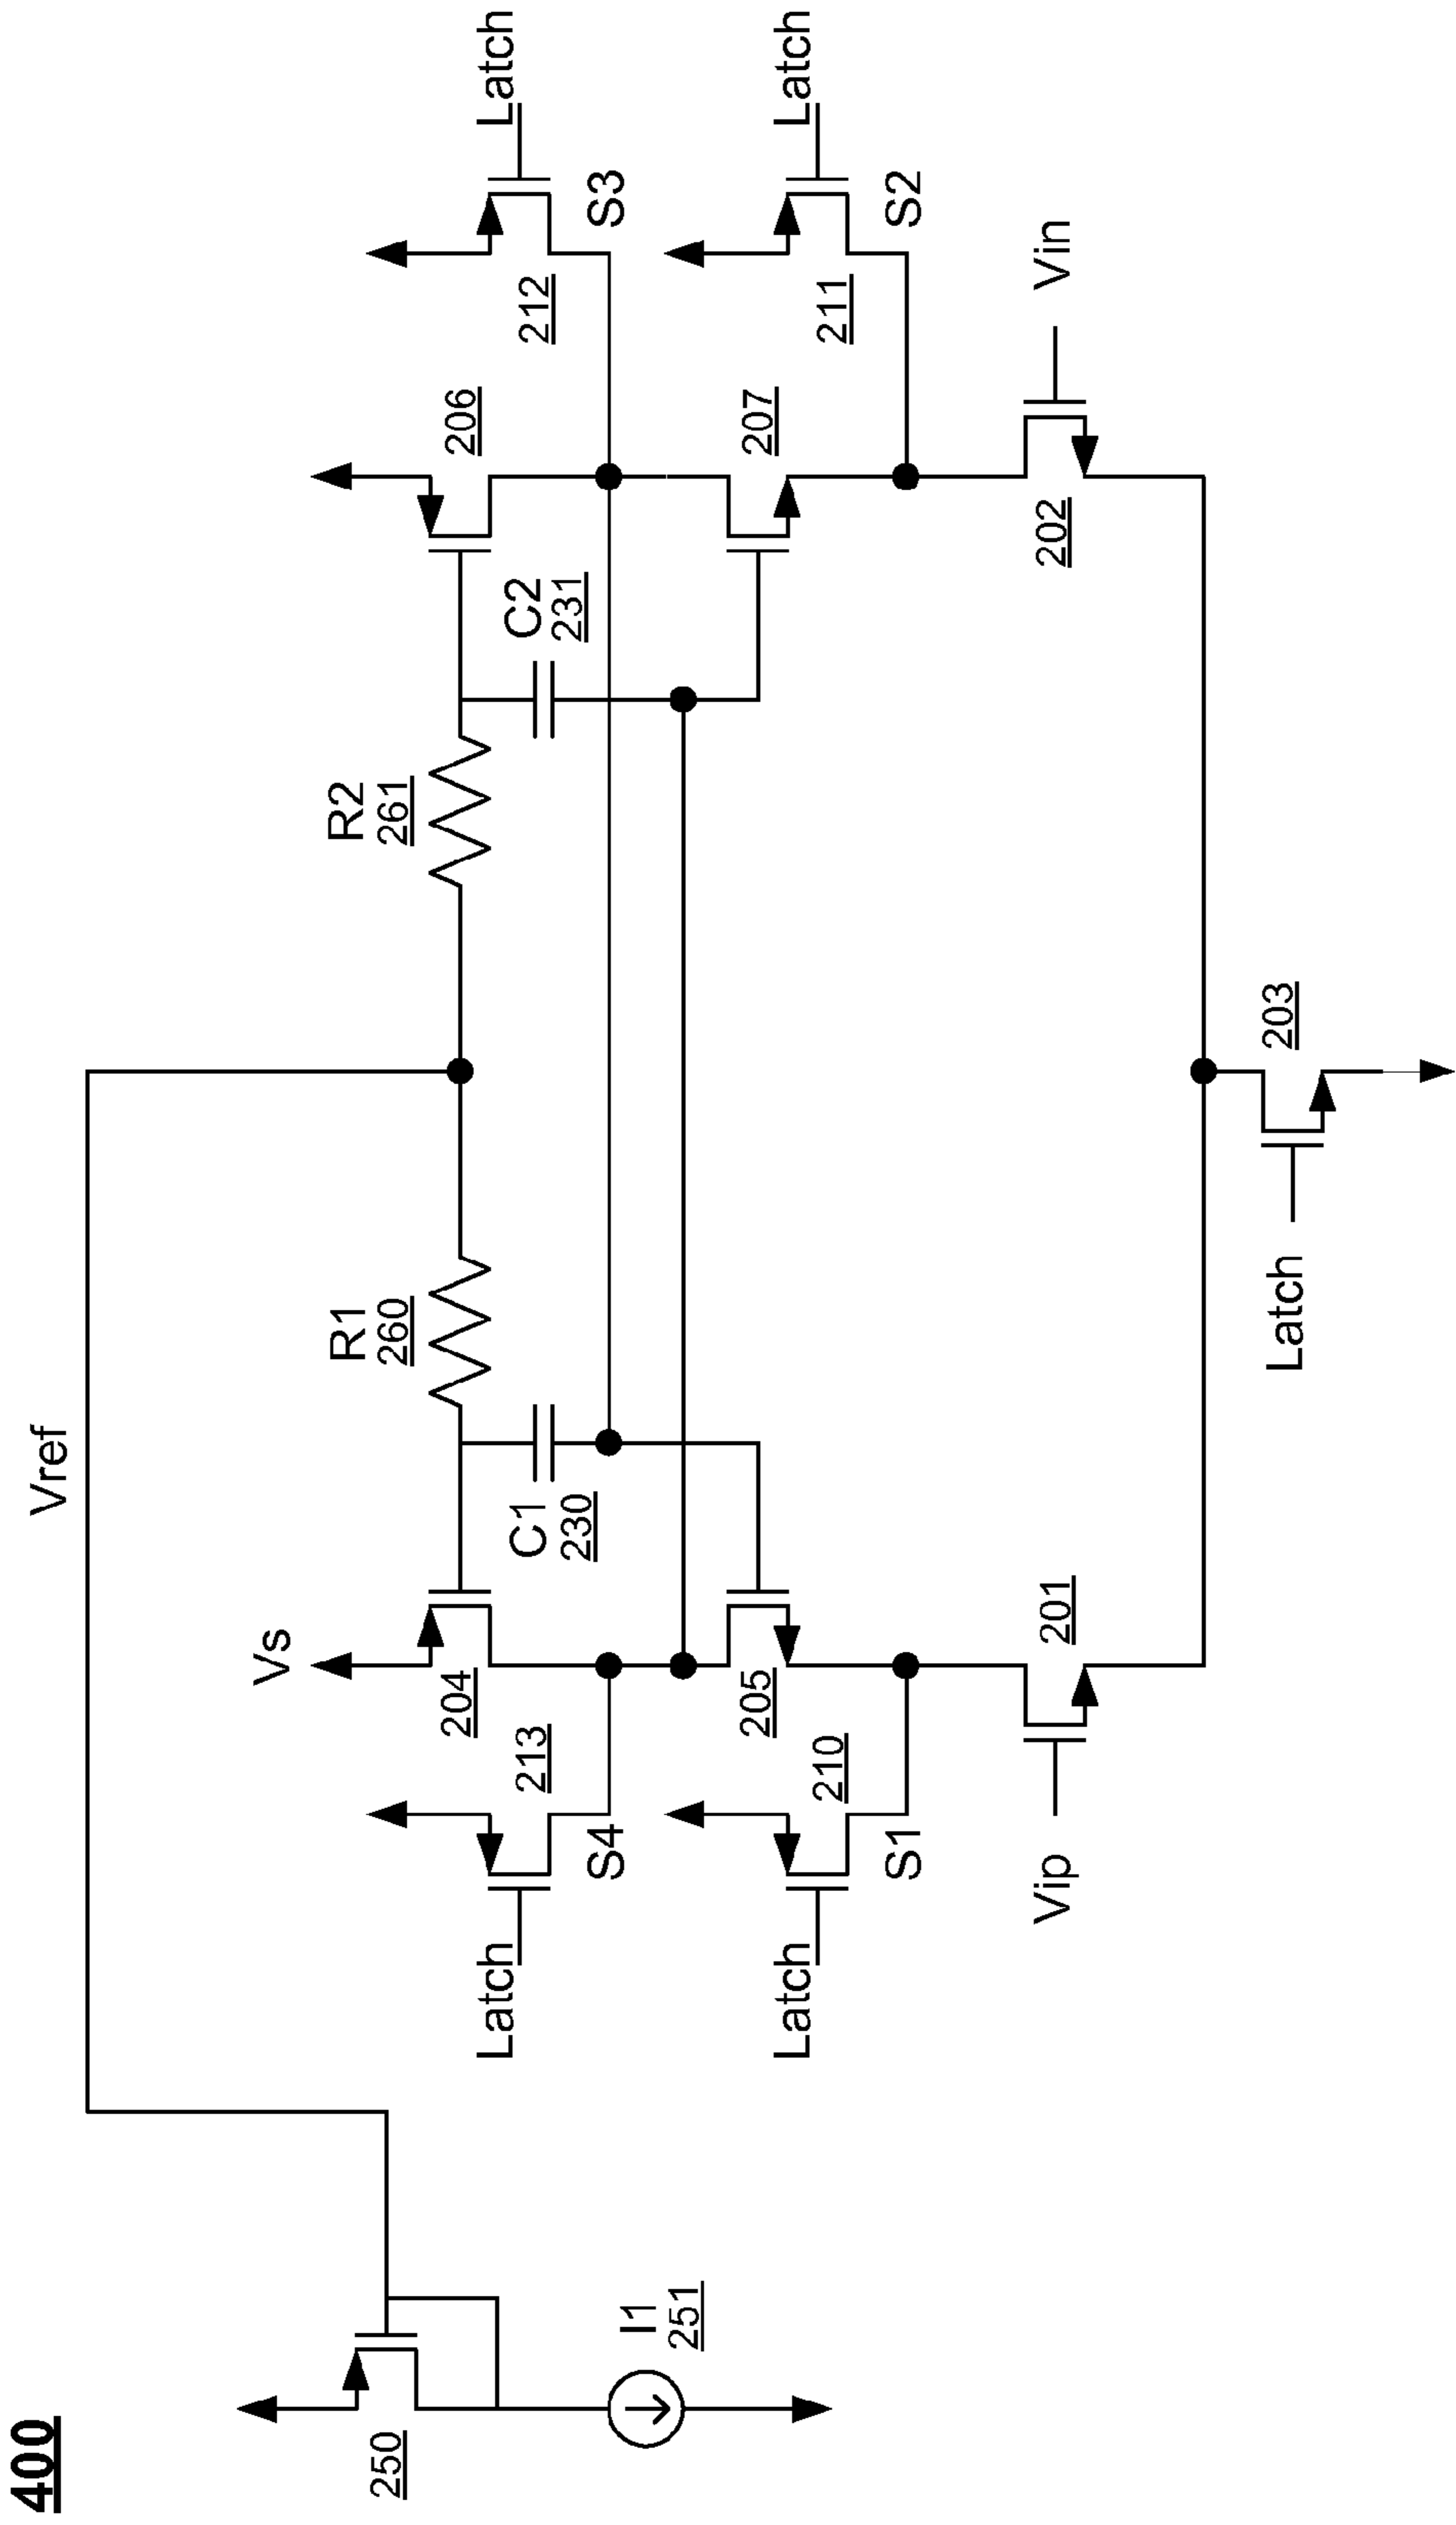 400
Vref
250
I1
251
Vs
204
213
S4
Latch
R1
260
C1
230
R2
261
C2
231
206
212
S3
Latch
205
210
S1
Latch
207
211
S2
Latch
Vip
201
202
Vin
Latch
203